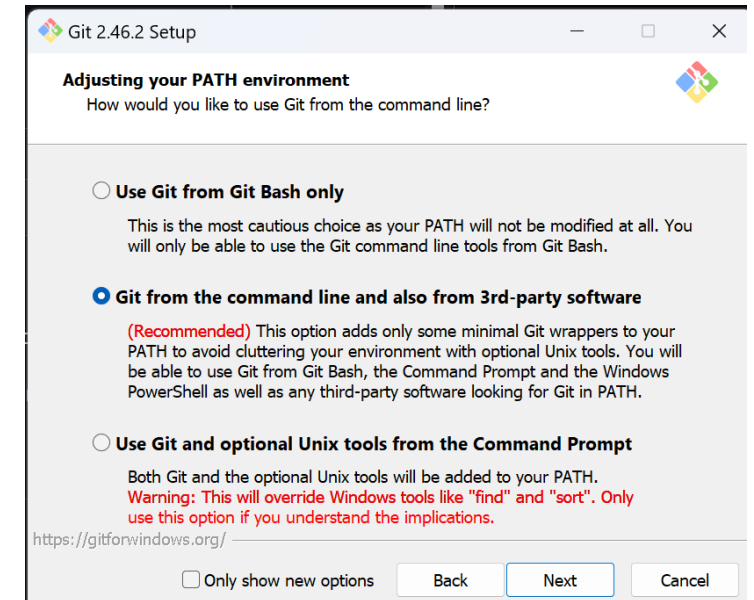 Git 2.46.2 Setup
Adjusting your PATH environment
How would you like to use Git from the command line?
Use Git from Git Bash only
This is the most cautious choice as your PATH will not be modified at all. You
will only be able to use the Git command line tools from Git Bash.
Git from the command line and also from 3rd-party software
(Recommended) This option adds only some minimal Git wrappers to your
PATH to avoid cluttering your environment with optional Unix tools. You will
be able to use Git from Git Bash, the Command Prompt and the Windows
PowerShell as well as any third-party software looking for Git in PATH.
Use Git and optional Unix tools from the Command Prompt
Both Git and the optional Unix tools will be added to your PATH.
Warning: This will override Windows tools like "find" and "sort". Only
use this option if you understand the implications.
https://gitforwindows.org/
Only show new options Back Next Cancel